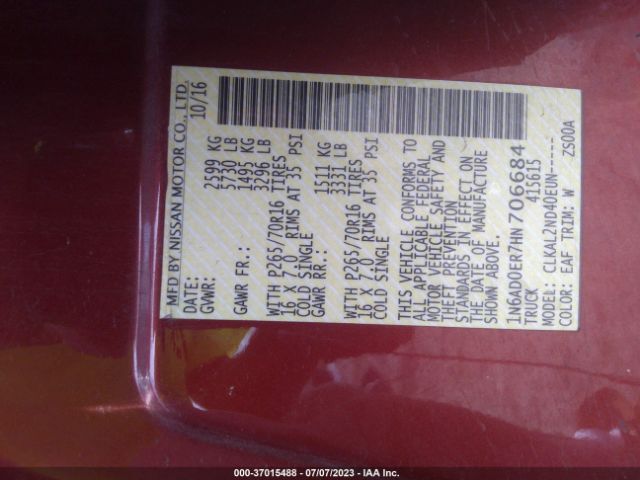 MFD BY NISSAN MOTOR CO., LTD.
DATE: 10/16
GVWR: 2599 KG
5730 LB
GAWR FR.: 1495 KG
3296 LB
WITH P265/70R16 TIRES
16 X 7.0 RIMS AT 35 PSI
COLD SINGLE
GAWR RR.: 1511 KG
3331 LB
WITH P265/70R16 TIRES
16 X 7.0 RIMS AT 35 PSI
COLD SINGLE
THIS VEHICLE CONFORMS TO
ALL APPLICABLE FEDERAL
MOTOR VEHICLE SAFETY AND
THEFT PREVENTION
STANDARDS IN EFFECT ON
THE DATE OF MANUFACTURE
SHOWN ABOVE.
1N6AD0ER7HN706684
TRUCK 41S615
MODEL: CLKAL2ND40EUN-----
COLOR: EAF TRIM: W ZS00A
000-37015488 - 07/07/2023 - IAA Inc.